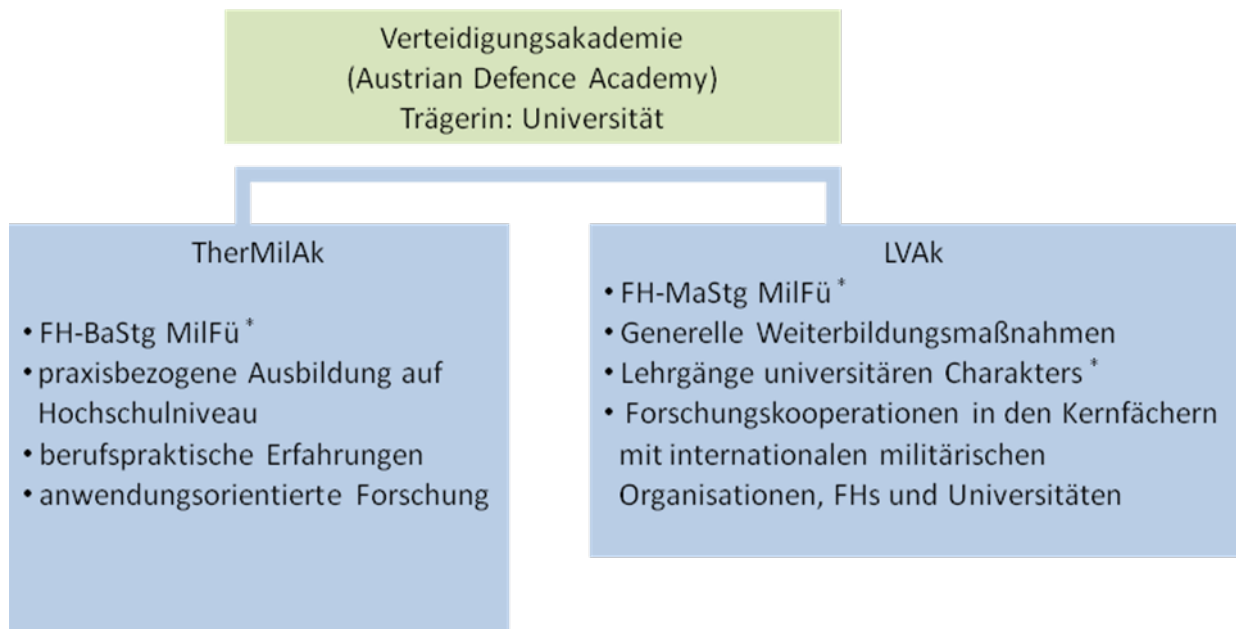 Verteidigungsakademie
(Austrian Defence Academy)
Trägerin: Universität
TherMilAk
• FH-BaStg MilFü *
• praxisbezogene Ausbildung auf
Hochschulniveau
• berufspraktische Erfahrungen
• anwendungsorientierte Forschung
LVAk
• FH-MaStg MilFü *
• Generelle Weiterbildungsmaßnahmen
• Lehrgänge universitären Charakters *
• Forschungskooperationen in den Kernfächern
mit internationalen militärischen
Organisationen, FHs und Universitäten